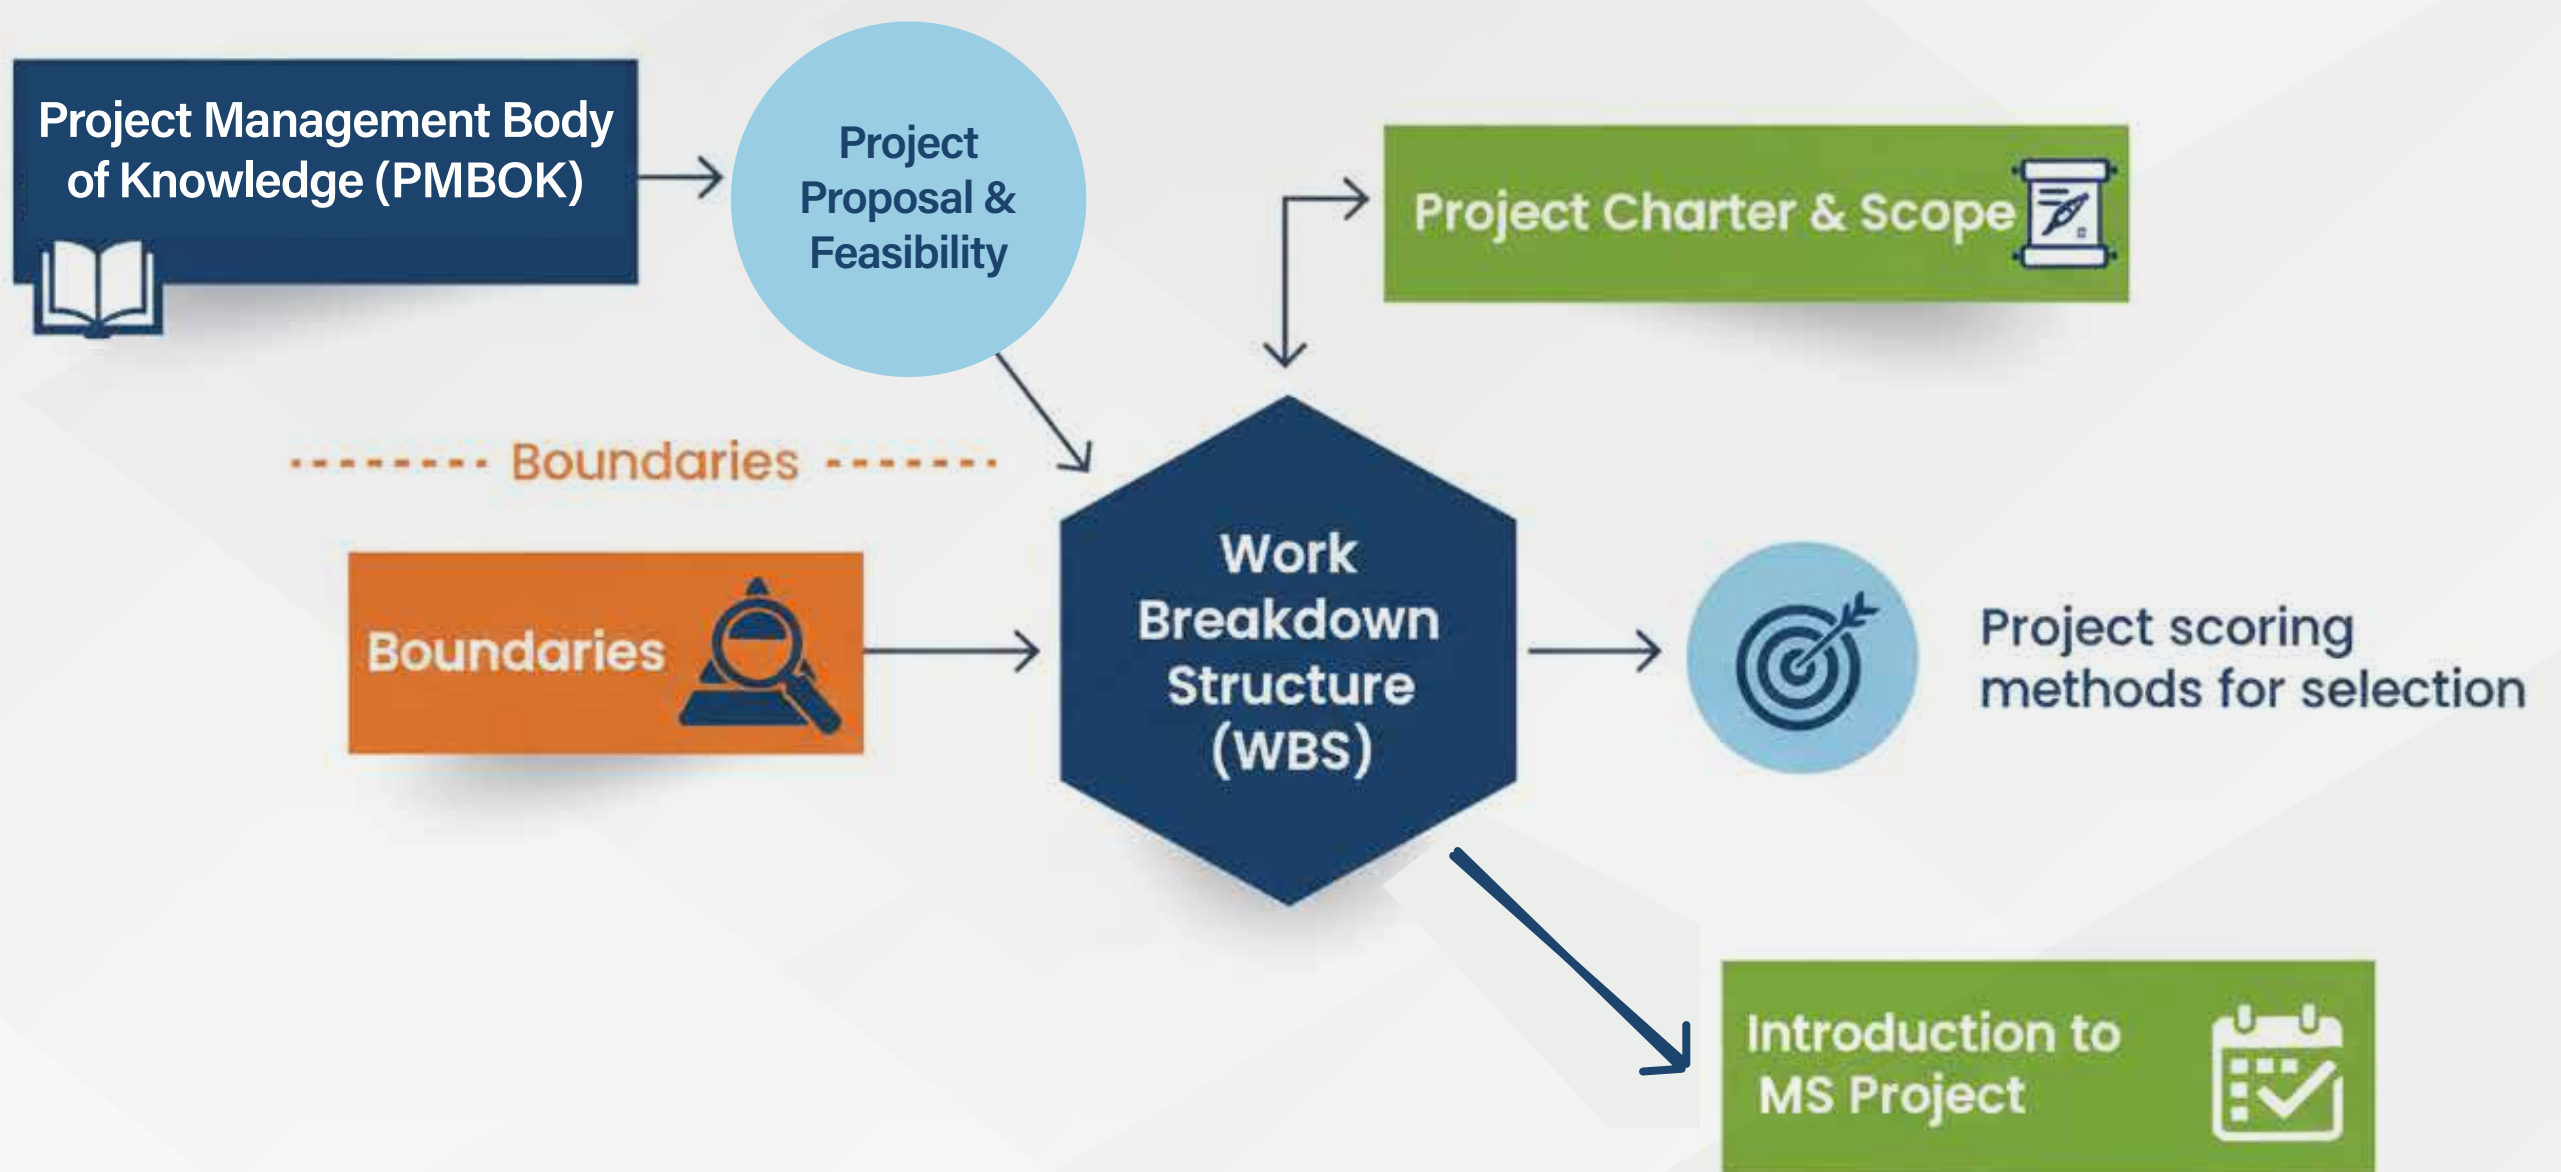 Project Management Body
of Knowledge (PMBOK)
Project
Proposal &
Feasibility
Project Charter & Scope
Boundaries
Boundaries
Work
Breakdown
Structure
(WBS)
Project scoring
methods for selection
Introduction to
MS Project